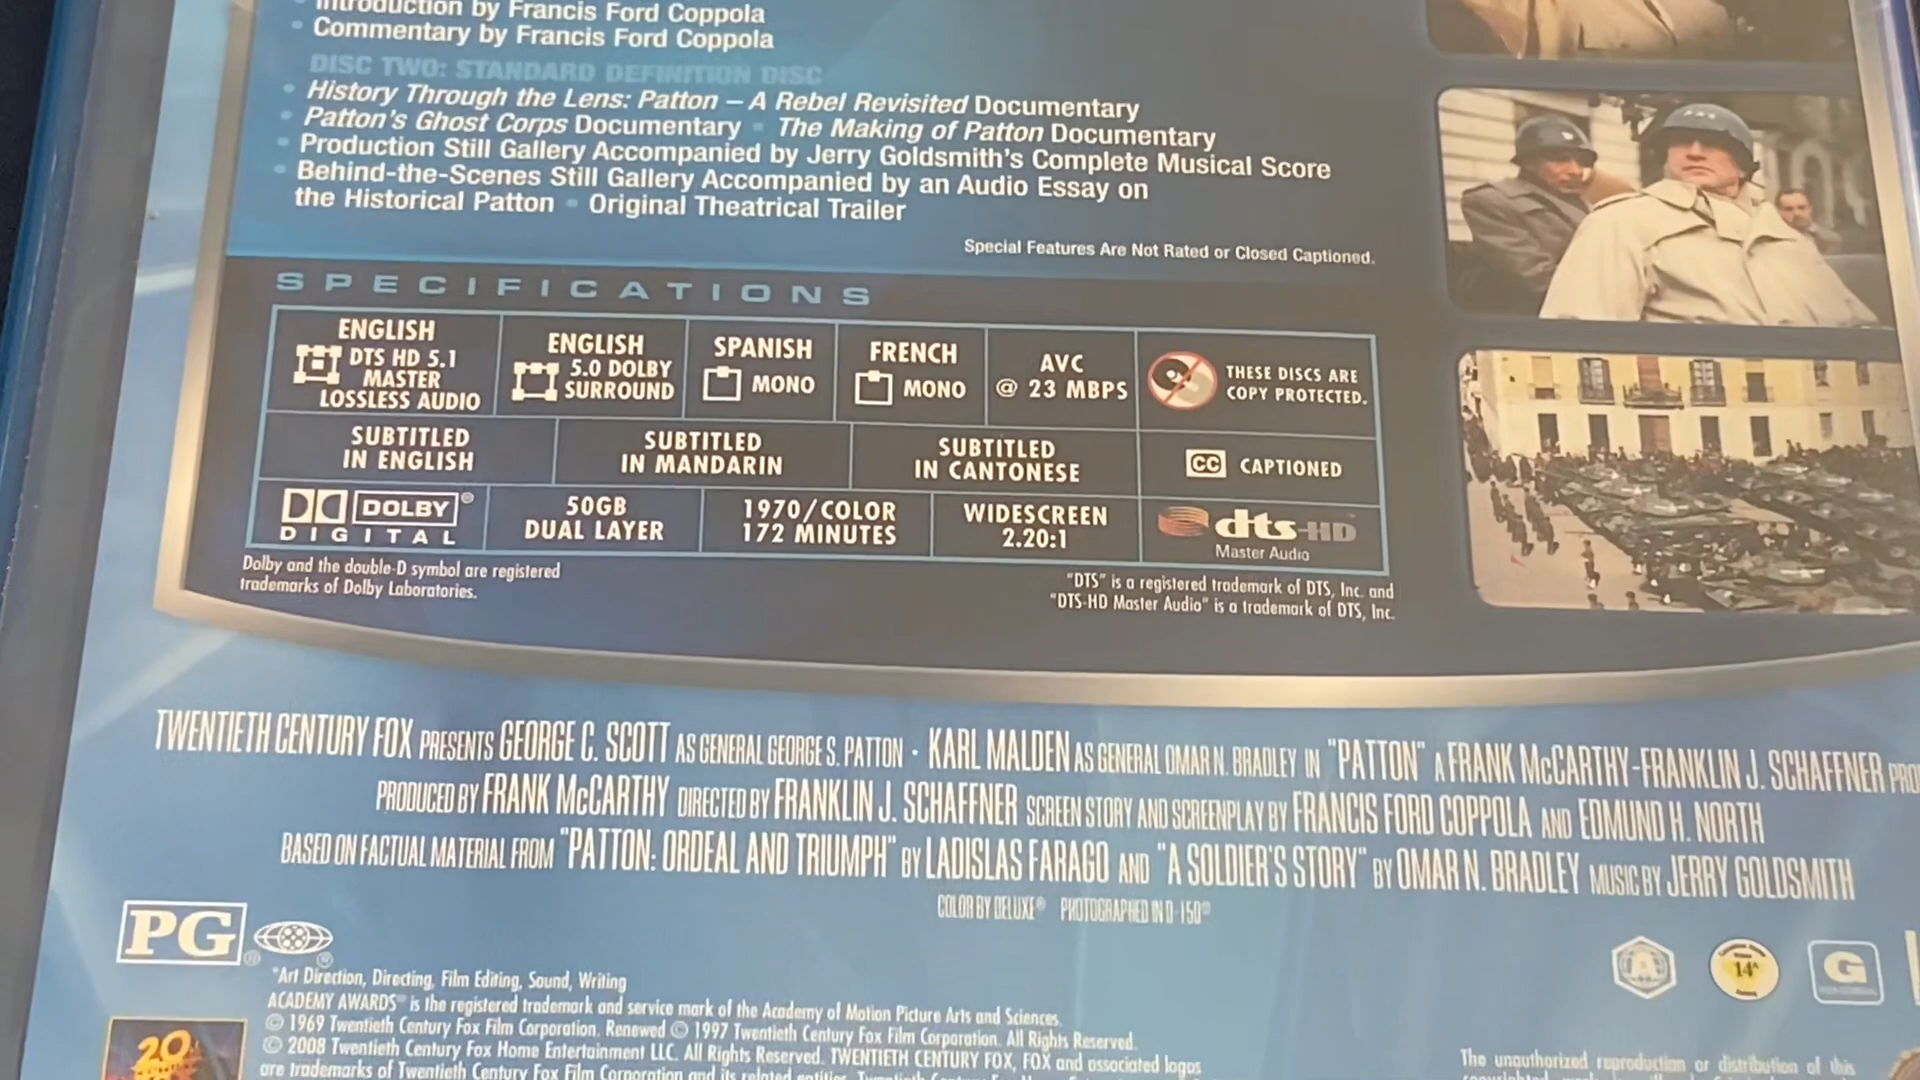 Introduction by Francis Ford Coppola
Commentary by Francis Ford Coppola
DISC TWO: STANDARD DEFINITION DISC
History Through the Lens: Patton – A Rebel Revisited Documentary
Patton's Ghost Corps Documentary • The Making of Patton Documentary
Production Still Gallery Accompanied by Jerry Goldsmith's Complete Musical Score
Behind-the-Scenes Still Gallery Accompanied by an Audio Essay on
the Historical Patton • Original Theatrical Trailer
Special Features Are Not Rated or Closed Captioned.
SPECIFICATIONS
ENGLISH
DTS HD 5.1
MASTER
LOSSLESS AUDIO
ENGLISH
5.0 DOLBY
SURROUND
SPANISH
MONO
FRENCH
MONO
AVC
@ 23 MBPS
THESE DISCS ARE
COPY PROTECTED.
SUBTITLED
IN ENGLISH
SUBTITLED
IN MANDARIN
SUBTITLED
IN CANTONESE
CC CAPTIONED
DOLBY®
DIGITAL
50GB
DUAL LAYER
1970/COLOR
172 MINUTES
WIDESCREEN
2.20:1
dts-HD
Master Audio
Dolby and the double-D symbol are registered
trademarks of Dolby Laboratories.
"DTS" is a registered trademark of DTS, Inc. and
"DTS-HD Master Audio" is a trademark of DTS, Inc.
TWENTIETH CENTURY FOX PRESENTS GEORGE C. SCOTT AS GENERAL GEORGE S. PATTON • KARL MALDEN AS GENERAL OMAR N. BRADLEY IN "PATTON" A FRANK McCARTHY-FRANKLIN J. SCHAFFNER
PRODUCED BY FRANK McCARTHY DIRECTED BY FRANKLIN J. SCHAFFNER SCREEN STORY AND SCREENPLAY BY FRANCIS FORD COPPOLA AND EDMUND H. NORTH
BASED ON FACTUAL MATERIAL FROM "PATTON: ORDEAL AND TRIUMPH" BY LADISLAS FARAGO AND "A SOLDIER'S STORY" BY OMAR N. BRADLEY MUSIC BY JERRY GOLDSMITH
COLOR BY DELUXE® PHOTOGRAPHED IN D-150®
PG
14A
G
*Art Direction, Directing, Film Editing, Sound, Writing
ACADEMY AWARDS® is the registered trademark and service mark of the Academy of Motion Picture Arts and Sciences.
© 1969 Twentieth Century Fox Film Corporation. Renewed © 1997 Twentieth Century Fox Film Corporation. All Rights Reserved.
© 2008 Twentieth Century Fox Home Entertainment LLC. All Rights Reserved. TWENTIETH CENTURY FOX, FOX and associated logos
are trademarks of Twentieth Century Fox Film Corporation and its related entities.
20
The unauthorized reproduction or distribution of this